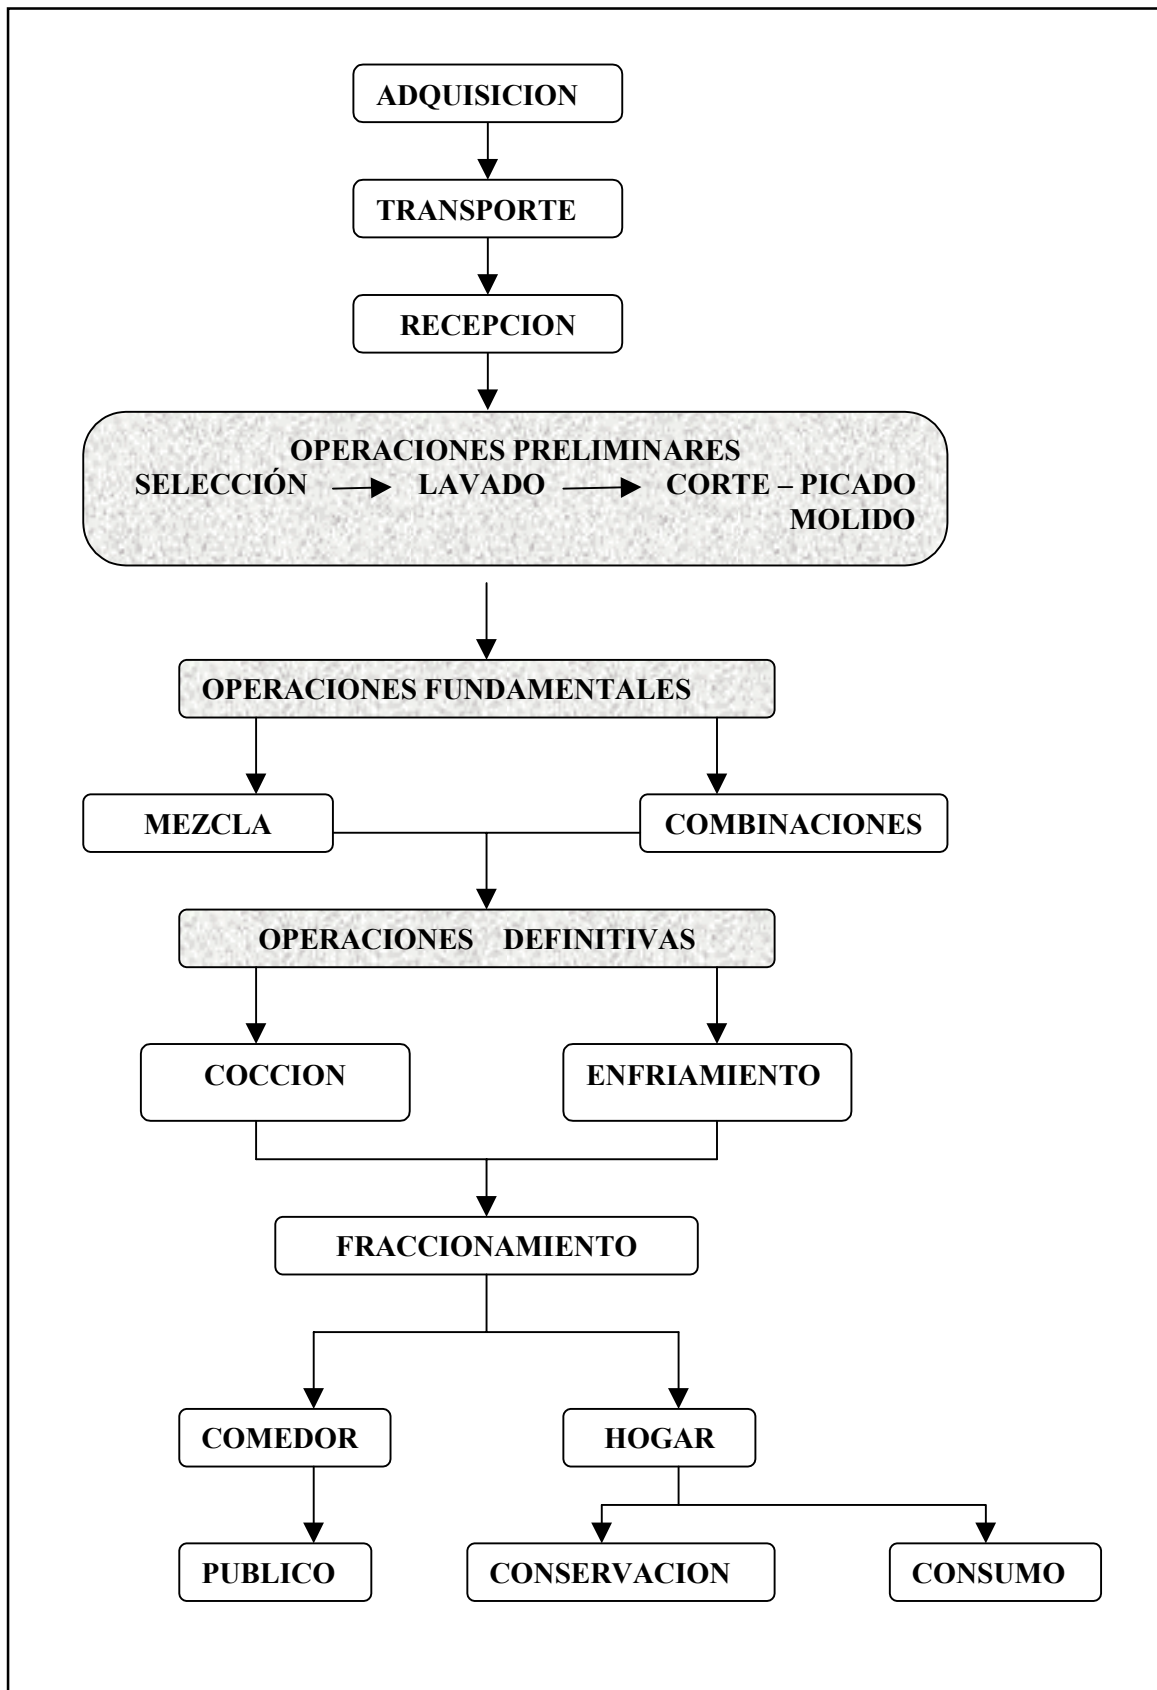 ADQUISICION
TRANSPORTE
RECEPCION
OPERACIONES PRELIMINARES
SELECCIÓN LAVADO CORTE – PICADO
MOLIDO
OPERACIONES FUNDAMENTALES
MEZCLA COMBINACIONES
OPERACIONES DEFINITIVAS
COCCION ENFRIAMIENTO
FRACCIONAMIENTO
COMEDOR HOGAR
PUBLICO CONSERVACION CONSUMO